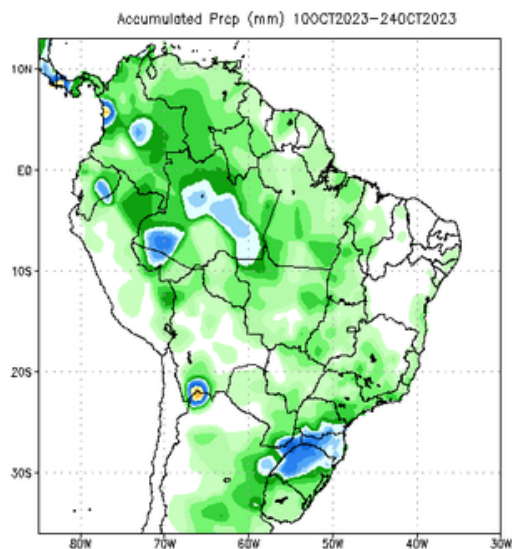 Accumulated Prcp (mm) 10OCT2023–24OCT2023
10N
EQ
10S
20S
30S
80W 70W 60W 50W 40W 30W